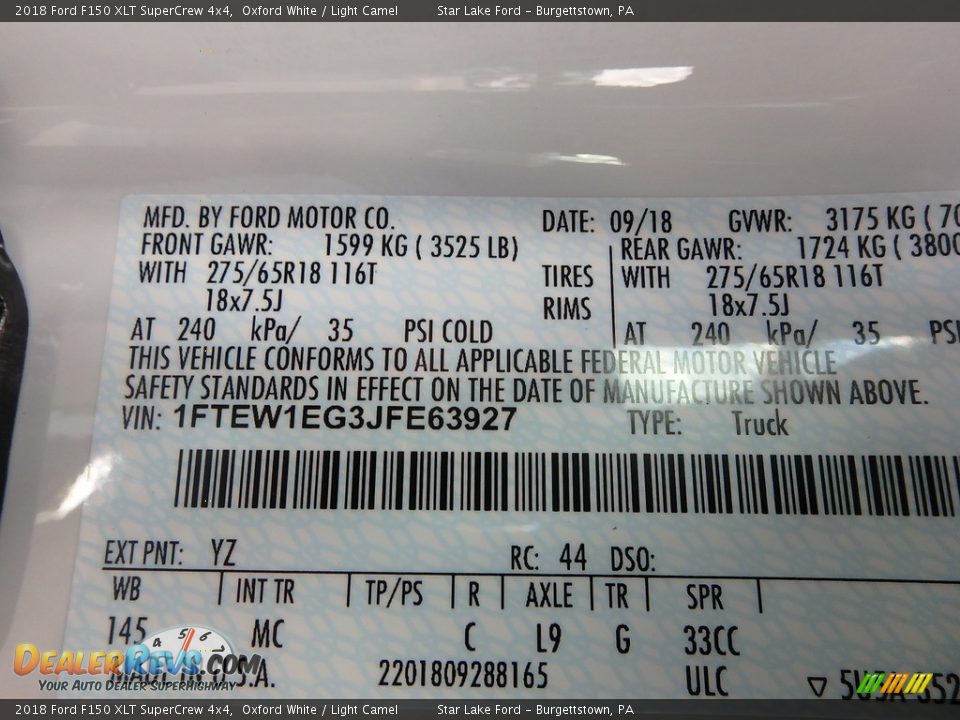 2018 Ford F150 XLT SuperCrew 4x4, Oxford White / Light Camel Star Lake Ford - Burgettstown, PA
MFD. BY FORD MOTOR CO. DATE: 09/18 GVWR: 3175 KG ( 70
FRONT GAWR: 1599 KG ( 3525 LB) REAR GAWR: 1724 KG ( 3800
WITH 275/65R18 116T TIRES WITH 275/65R18 116T
18x7.5J RIMS 18x7.5J
AT 240 kPa/ 35 PSI COLD AT 240 kPa/ 35 PSI
THIS VEHICLE CONFORMS TO ALL APPLICABLE FEDERAL MOTOR VEHICLE
SAFETY STANDARDS IN EFFECT ON THE DATE OF MANUFACTURE SHOWN ABOVE.
VIN: 1FTEW1EG3JFE63927 TYPE: Truck
EXT PNT: YZ RC: 44 DSO:
WB INT TR TP/PS R AXLE TR SPR
145 MC C L9 G 33CC
4 5 6
DEALERREVS.COM
U.S.A. 2201809288165 ULC
Your Auto Dealer SuperHighway
2018 Ford F150 XLT SuperCrew 4x4, Oxford White / Light Camel Star Lake Ford - Burgettstown, PA